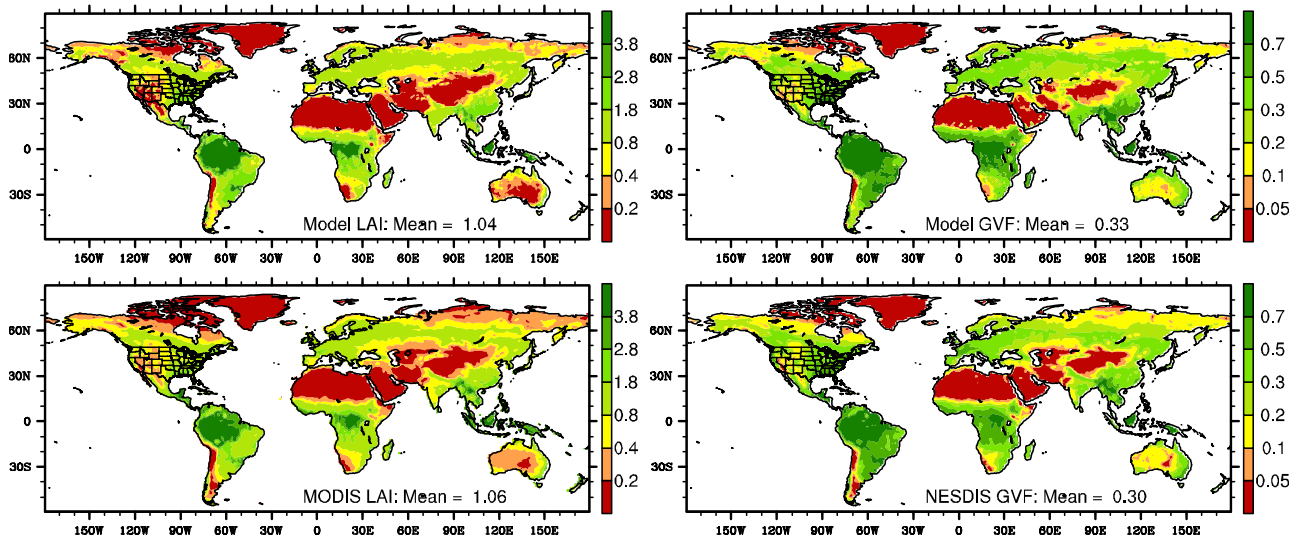 60N
30N
0
30S
150W 120W 90W 60W 30W 0 30E 60E 90E 120E 150E
Model LAI: Mean = 1.04
3.8
2.8
1.8
0.8
0.4
0.2
60N
30N
0
30S
150W 120W 90W 60W 30W 0 30E 60E 90E 120E 150E
Model GVF: Mean = 0.33
0.7
0.5
0.3
0.2
0.1
0.05
60N
30N
0
30S
150W 120W 90W 60W 30W 0 30E 60E 90E 120E 150E
MODIS LAI: Mean = 1.06
3.8
2.8
1.8
0.8
0.4
0.2
60N
30N
0
30S
150W 120W 90W 60W 30W 0 30E 60E 90E 120E 150E
NESDIS GVF: Mean = 0.30
0.7
0.5
0.3
0.2
0.1
0.05